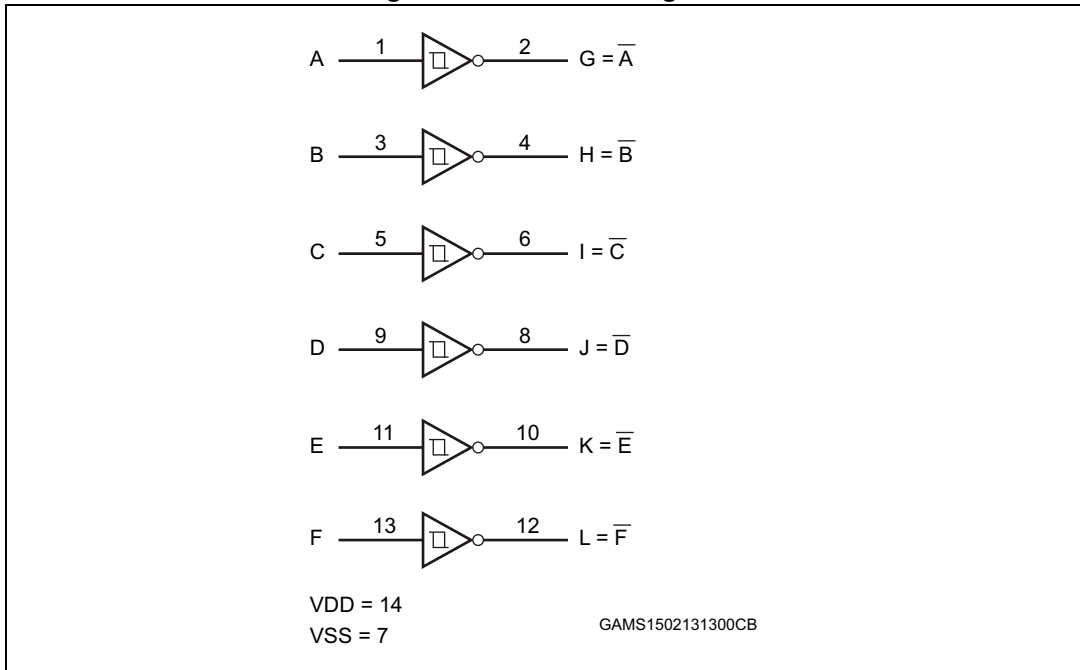 A 1 2 G = A̅
B 3 4 H = B̅
C 5 6 I = C̅
D 9 8 J = D̅
E 11 10 K = E̅
F 13 12 L = F̅
VDD = 14
VSS = 7
GAMS1502131300CB